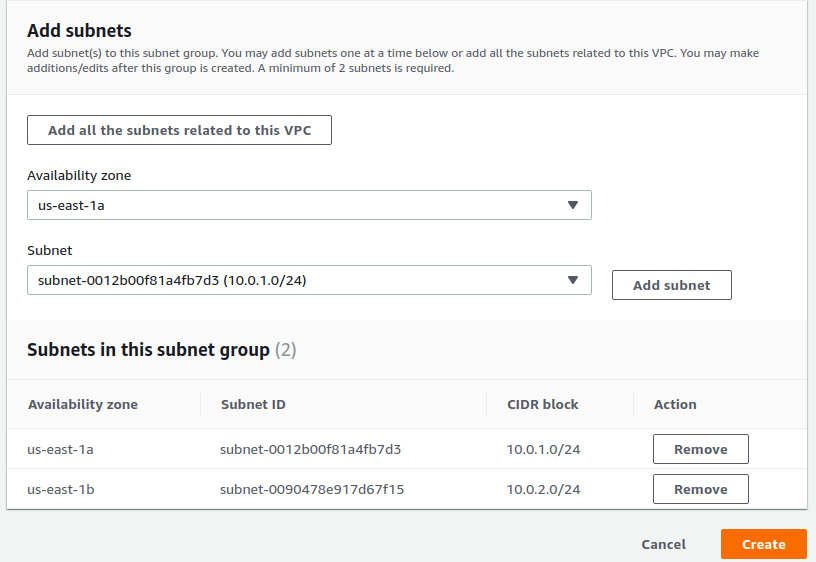 Add subnets
Add subnet(s) to this subnet group. You may add subnets one at a time below or add all the subnets related to this VPC. You may make
additions/edits after this group is created. A minimum of 2 subnets is required.
Add all the subnets related to this VPC
Availability zone
us-east-1a
Subnet
subnet-0012b00f81a4fb7d3 (10.0.1.0/24)
Add subnet
Subnets in this subnet group (2)
Availability zone Subnet ID CIDR block Action
us-east-1a subnet-0012b00f81a4fb7d3 10.0.1.0/24 Remove
us-east-1b subnet-0090478e917d67f15 10.0.2.0/24 Remove
Cancel Create